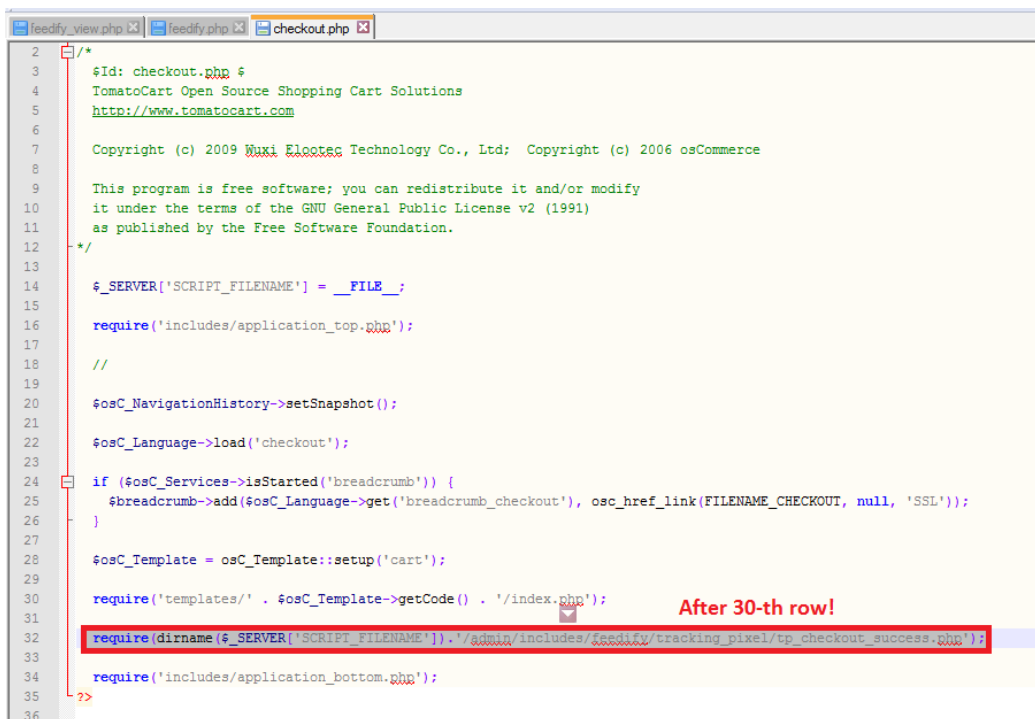 feedify_view.php feedify.php checkout.php
2 /*
3 $Id: checkout.php $
4 TomatoCart Open Source Shopping Cart Solutions
5 http://www.tomatocart.com
6
7 Copyright (c) 2009 Wuxi Elootec Technology Co., Ltd;  Copyright (c) 2006 osCommerce
8
9 This program is free software; you can redistribute it and/or modify
10 it under the terms of the GNU General Public License v2 (1991)
11 as published by the Free Software Foundation.
12 */
13
14 $_SERVER['SCRIPT_FILENAME'] = __FILE__;
15
16 require('includes/application_top.php');
17
18 //
19
20 $osC_NavigationHistory->setSnapshot();
21
22 $osC_Language->load('checkout');
23
24 if ($osC_Services->isStarted('breadcrumb')) {
25 $breadcrumb->add($osC_Language->get('breadcrumb_checkout'), osc_href_link(FILENAME_CHECKOUT, null, 'SSL'));
26 }
27
28 $osC_Template = osC_Template::setup('cart');
29
30 require('templates/' . $osC_Template->getCode() . '/index.php');
After 30-th row!
31
32 require(dirname($_SERVER['SCRIPT_FILENAME']).'/admin/includes/feedify/tracking_pixel/tp_checkout_success.php');
33
34 require('includes/application_bottom.php');
35 ?>
36